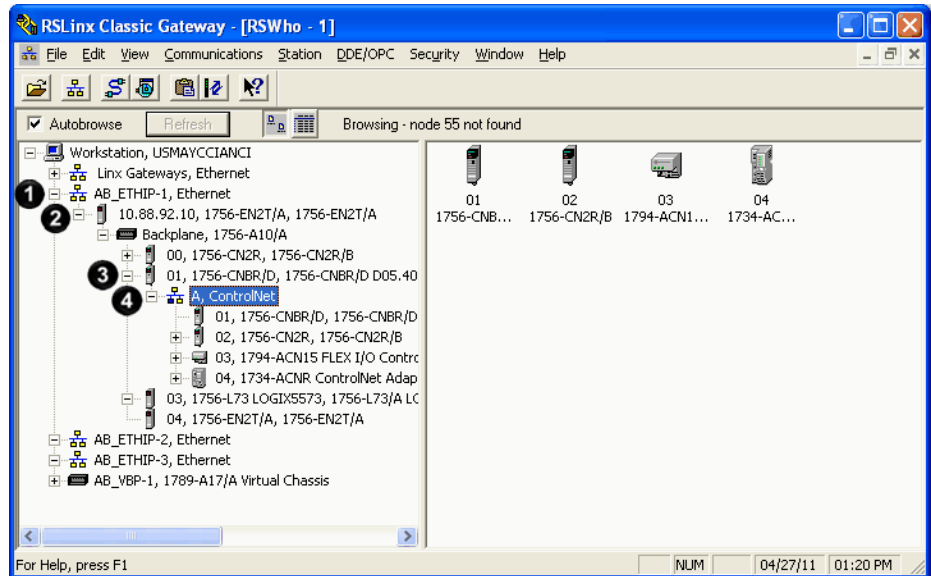 RSLinx Classic Gateway - [RSWho - 1]
File Edit View Communications Station DDE/OPC Security Window Help
Autobrowse Refresh Browsing - node 55 not found
Workstation, USMAYCCIANCI
Linx Gateways, Ethernet
1 AB_ETHIP-1, Ethernet
2 10.88.92.10, 1756-EN2T/A, 1756-EN2T/A
Backplane, 1756-A10/A
00, 1756-CN2R, 1756-CN2R/B
3 01, 1756-CNBR/D, 1756-CNBR/D D05.40
4 A, ControlNet
01, 1756-CNBR/D, 1756-CNBR/D
02, 1756-CN2R, 1756-CN2R/B
03, 1794-ACN15 FLEX I/O Contro
04, 1734-ACNR ControlNet Adap
03, 1756-L73 LOGIX5573, 1756-L73/A LO
04, 1756-EN2T/A, 1756-EN2T/A
AB_ETHIP-2, Ethernet
AB_ETHIP-3, Ethernet
AB_VBP-1, 1789-A17/A Virtual Chassis
01 02 03 04
1756-CNB... 1756-CN2R/B 1794-ACN1... 1734-AC...
For Help, press F1 NUM 04/27/11 01:20 PM